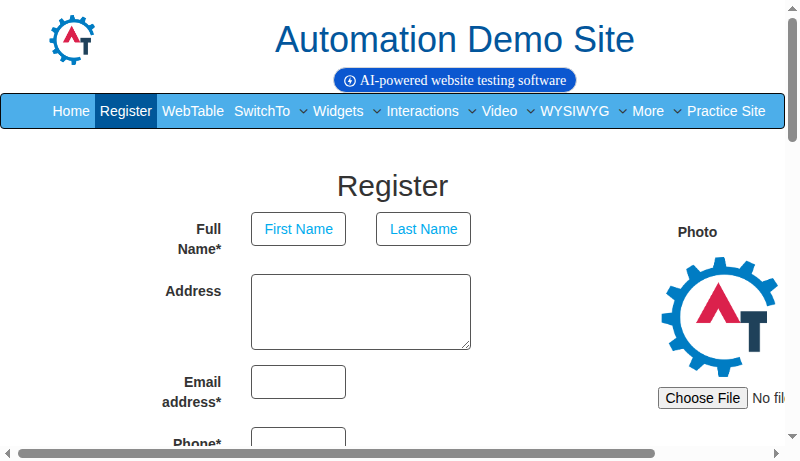 Automation Demo Site
AI-powered website testing software
Home Register WebTable SwitchTo Widgets Interactions Video WYSIWYG More Practice Site
Register
Full Name*
First Name
Last Name
Photo
Address
Email address*
Choose File
No fil
Phone*